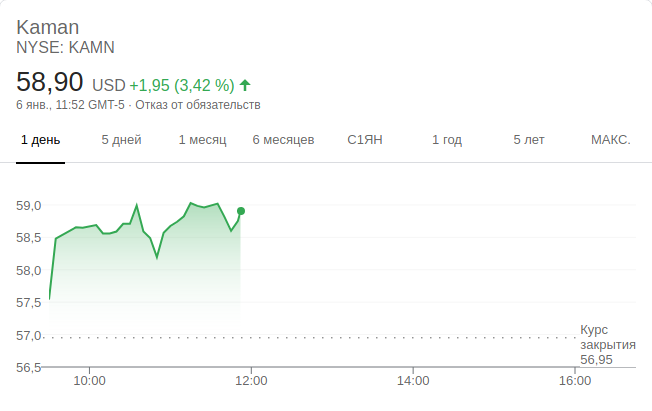 Kaman
NYSE: KAMN
58,90 USD +1,95 (3,42 %)
6 янв., 11:52 GMT-5 · Отказ от обязательств
1 день 5 дней 1 месяц 6 месяцев С1ЯН 1 год 5 лет МАКС.
59,0
58,5
58,0
57,5
57,0
56,5
Курс
закрытия
56,95
10:00 12:00 14:00 16:00